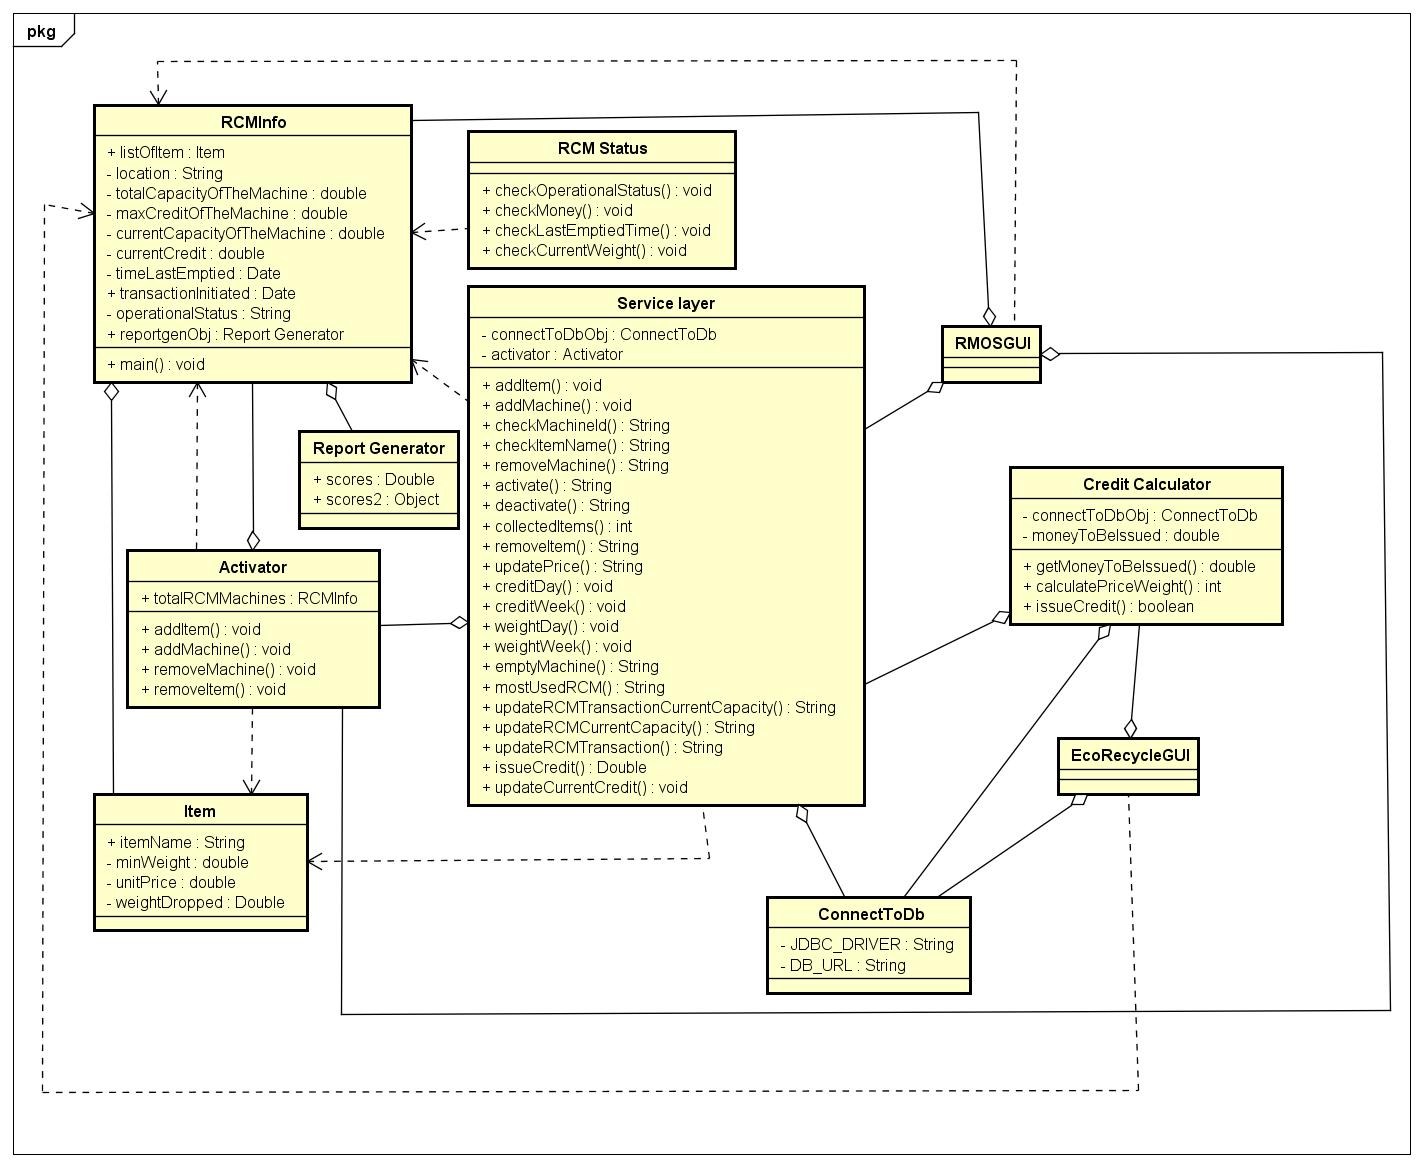 pkg
RCMInfo
+ listOfItem : Item
- location : String
- totalCapacityOfTheMachine : double
- maxCreditOfTheMachine : double
- currentCapacityOfTheMachine : double
- currentCredit : double
- timeLastEmptied : Date
+ transactionInitiated : Date
- operationalStatus : String
+ reportgenObj : Report Generator
+ main() : void
RCM Status
+ checkOperationalStatus() : void
+ checkMoney() : void
+ checkLastEmptiedTime() : void
+ checkCurrentWeight() : void
Service layer
- connectToDbObj : ConnectToDb
- activator : Activator
+ addItem() : void
+ addMachine() : void
+ checkMachineId() : String
+ checkItemName() : String
+ removeMachine() : String
+ activate() : String
+ deactivate() : String
+ collectedItems() : int
+ removeItem() : String
+ updatePrice() : String
+ creditDay() : void
+ creditWeek() : void
+ weightDay() : void
+ weightWeek() : void
+ emptyMachine() : String
+ mostUsedRCM() : String
+ updateRCMTransactionCurrentCapacity() : String
+ updateRCMCurrentCapacity() : String
+ updateRCMTransaction() : String
+ issueCredit() : Double
+ updateCurrentCredit() : void
RMOSGUI
Report Generator
+ scores : Double
+ scores2 : Object
Credit Calculator
- connectToDbObj : ConnectToDb
- moneyToBeIssued : double
+ getMoneyToBeIssued() : double
+ calculatePriceWeight() : int
+ issueCredit() : boolean
Activator
+ totalRCMMachines : RCMInfo
+ addItem() : void
+ addMachine() : void
+ removeMachine() : void
+ removeItem() : void
EcoRecycleGUI
Item
+ itemName : String
- minWeight : double
- unitPrice : double
- weightDropped : Double
ConnectToDb
- JDBC_DRIVER : String
- DB_URL : String